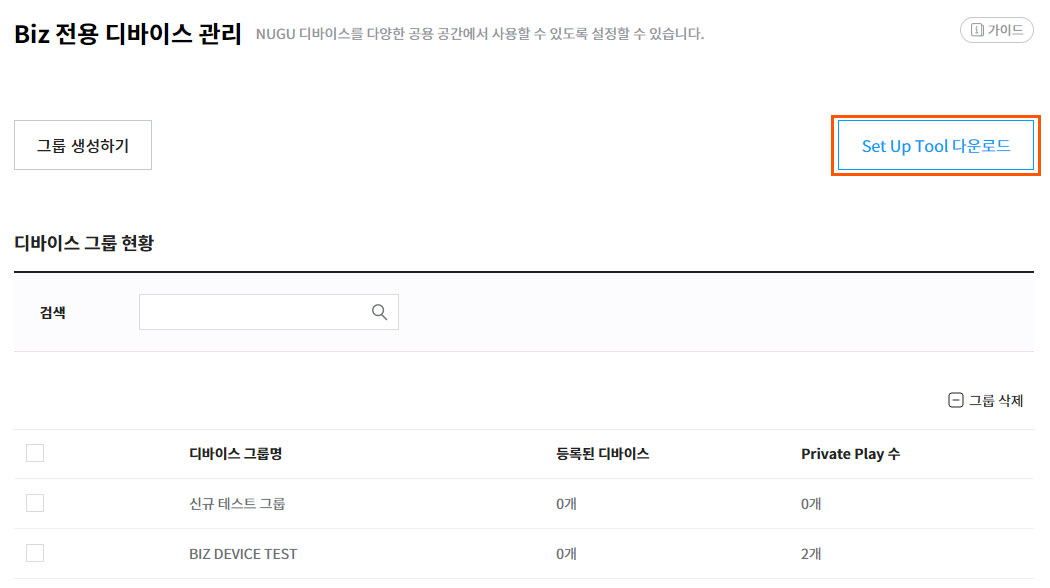 Biz 전용 디바이스 관리 NUGU 디바이스를 다양한 공용 공간에서 사용할 수 있도록 설정할 수 있습니다. 가이드
그룹 생성하기 Set Up Tool 다운로드
디바이스 그룹 현황
검색
그룹 삭제
디바이스 그룹명 등록된 디바이스 Private Play 수
신규 테스트 그룹 0개 0개
BIZ DEVICE TEST 0개 2개